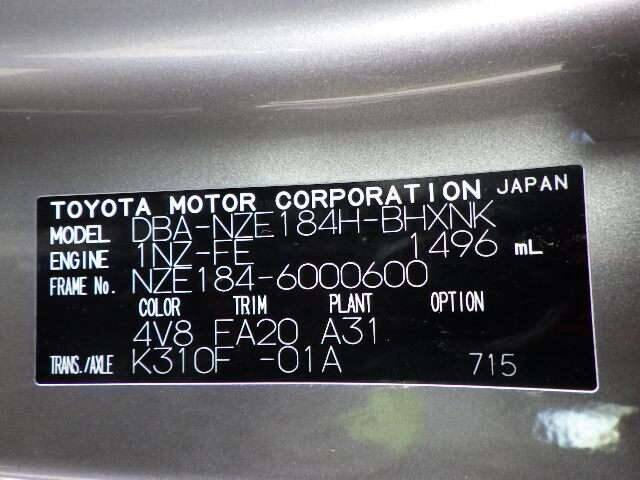 TOYOTA MOTOR CORPORATION JAPAN
MODEL DBA-NZE184H-BHXNK
ENGINE 1NZ-FE 1496 mL
FRAME No. NZE184-6000600
COLOR TRIM PLANT OPTION
4V8 FA20 A31
TRANS./AXLE K310F -01A 715